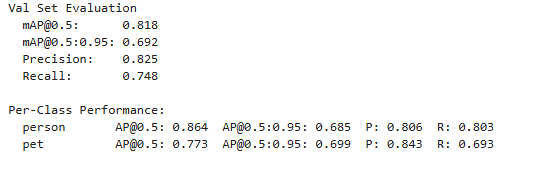 Val Set Evaluation
mAP@0.5: 0.818
mAP@0.5:0.95: 0.692
Precision: 0.825
Recall: 0.748
Per-Class Performance:
person AP@0.5: 0.864 AP@0.5:0.95: 0.685 P: 0.806 R: 0.803
pet AP@0.5: 0.773 AP@0.5:0.95: 0.699 P: 0.843 R: 0.693